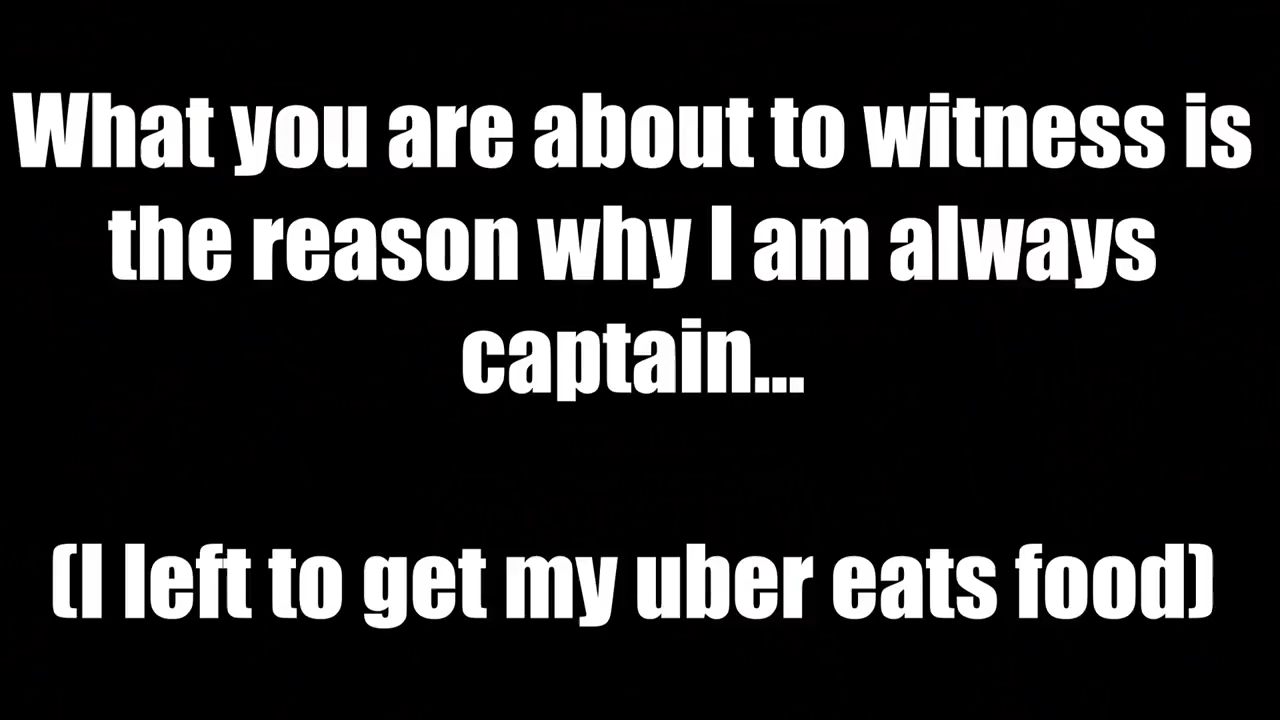 What you are about to witness is
the reason why I am always
captain...
(I left to get my uber eats food)